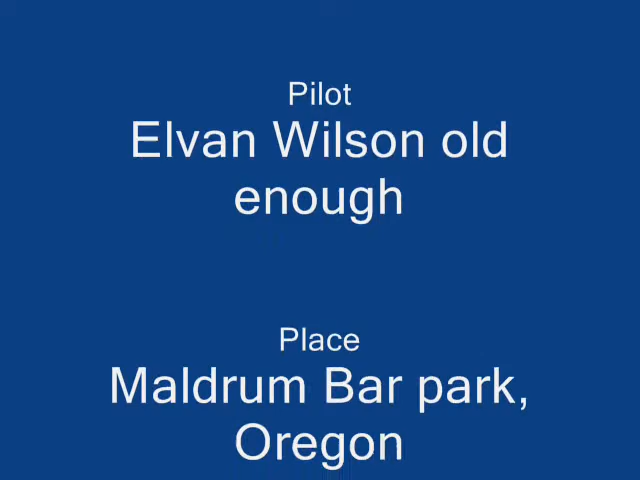 Pilot
Elvan Wilson old
enough
Place
Maldrum Bar park,
Oregon